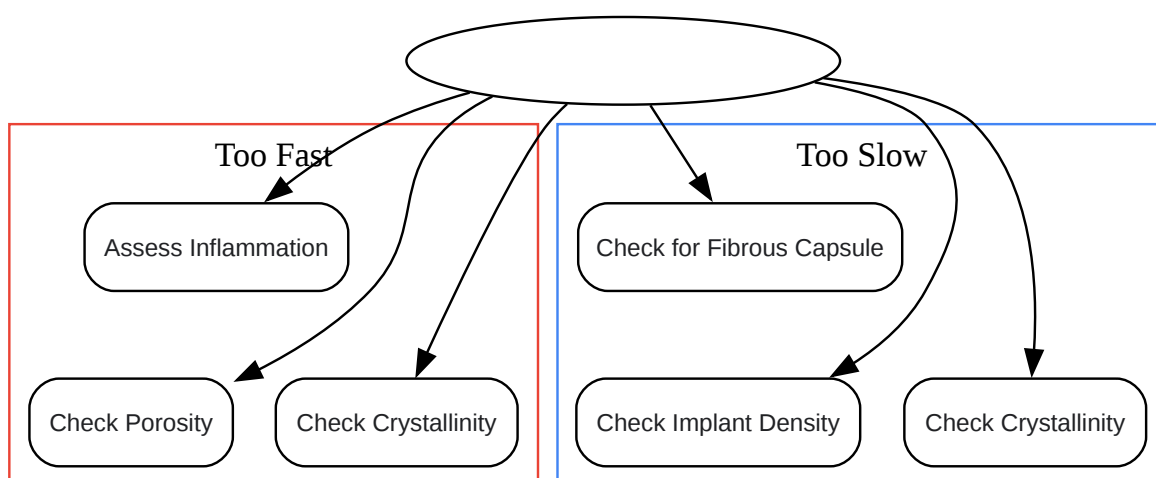 Too Fast
Too Slow
Assess Inflammation
Check for Fibrous Capsule
Check Porosity
Check Crystallinity
Check Implant Density
Check Crystallinity